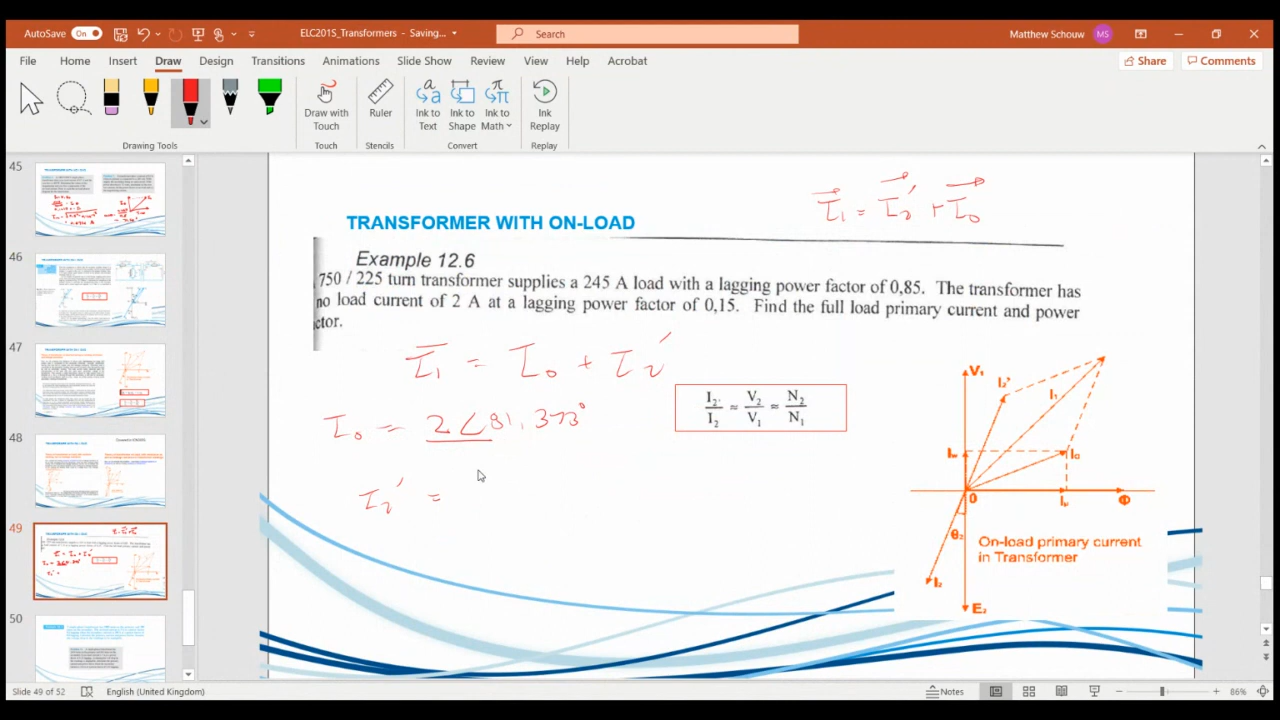 AutoSave On ELC201S_Transformers - Saving... Search Matthew Schouw MS
File Home Insert Draw Design Transitions Animations Slide Show Review View Help Acrobat Share Comments
Draw with Touch
Ruler
Ink to Text
Ink to Shape
Ink to Math
Ink Replay
Drawing Tools Touch Stencils Convert Replay
45
46
47
48
49
50
I₁ = I₂' + I₀
TRANSFORMER WITH ON-LOAD
Example 12.6
750 / 225 turn transformer supplies a 245 A load with a lagging power factor of 0,85. The transformer has
no load current of 2 A at a lagging power factor of 0,15. Find the full load primary current and power
ctor.
I₁ = I₀ + I₂'
I₀ = 2∠81,373°
I₂' =
I₂' / I₂ ≈ V₂ / V₁ ≈ N₂ / N₁
V₁
I₂'
I₁
I₀
O
θ₂
I₂
E₂
On-load primary current
in Transformer
Slide 49 of 52 English (United Kingdom) Notes 86%